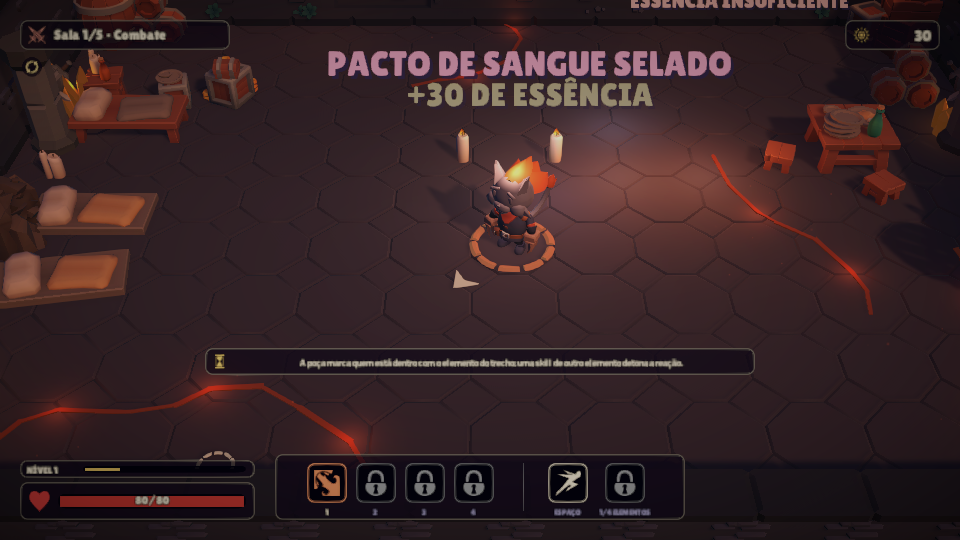 ESSÊNCIA INSUFICIENTE
Sala 1/5 - Combate
30
PACTO DE SANGUE SELADO
+30 DE ESSÊNCIA
A poça marca quem está dentro com o elemento do trecho; uma skill de outro elemento detona a reação.
NÍVEL 1
80/80
1
2
3
4
ESPAÇO
1/4 ELEMENTOS